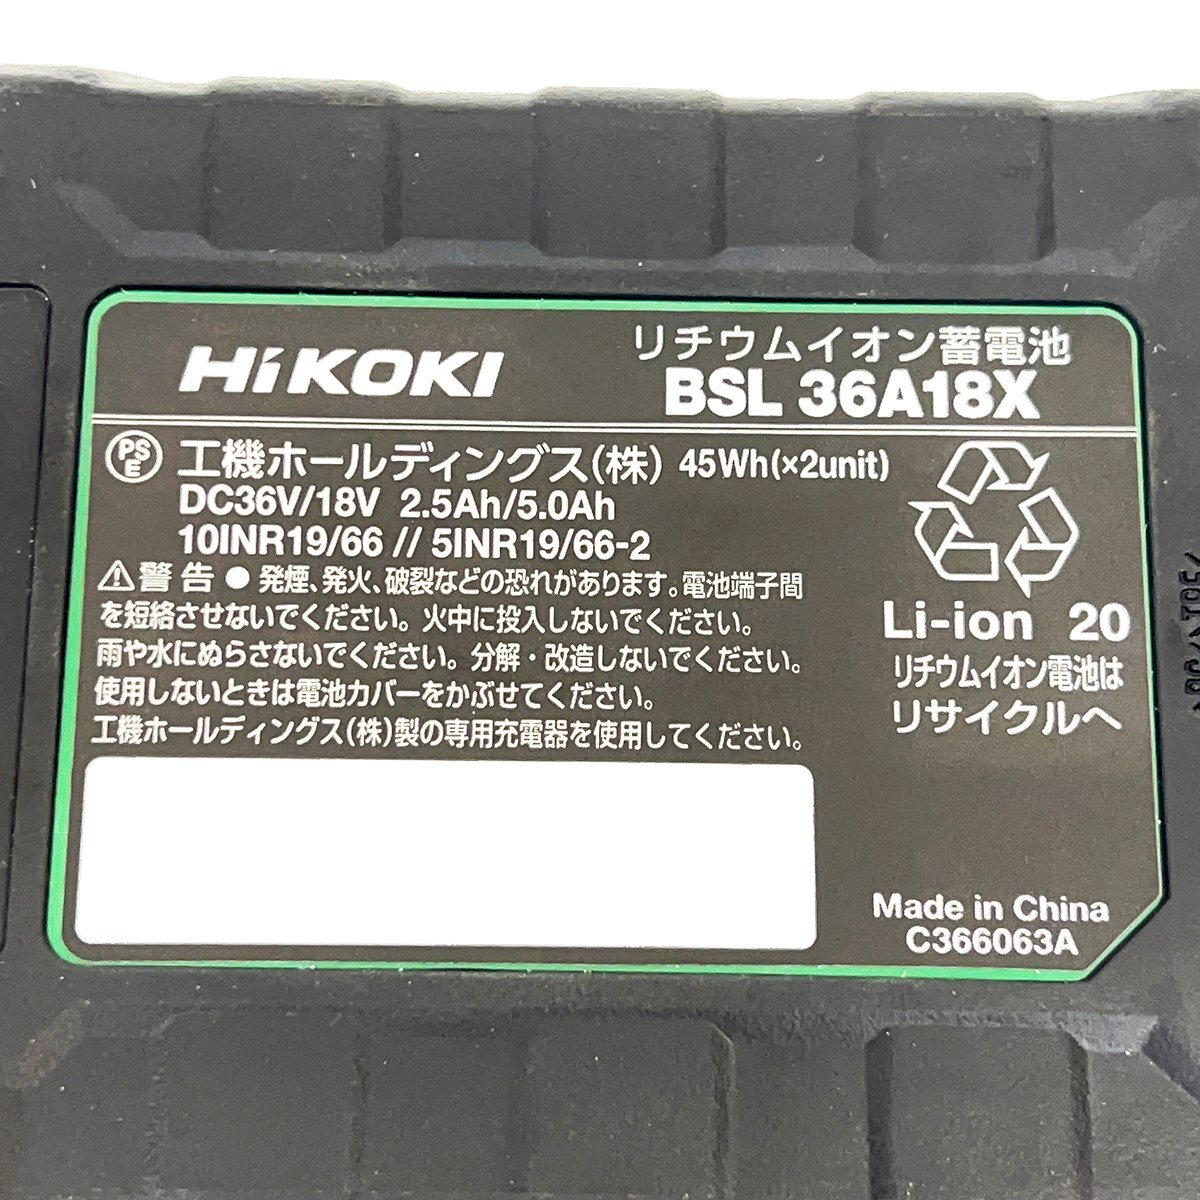 HiKOKI
リチウムイオン蓄電池
BSL 36A18X
PS E 工機ホールディングス(株) 45Wh(×2unit)
DC36V/18V 2.5Ah/5.0Ah
10INR19/66 // 5INR19/66-2
⚠警告 ● 発煙、発火、破裂などの恐れがあります。電池端子間
を短絡させないでください。火中に投入しないでください。
雨や水にぬらさないでください。分解・改造しないでください。
使用しないときは電池カバーをかぶせてください。
工機ホールディングス(株)製の専用充電器を使用してください。
Li-ion 20
リチウムイオン電池は
リサイクルへ
Made in China
C366063A